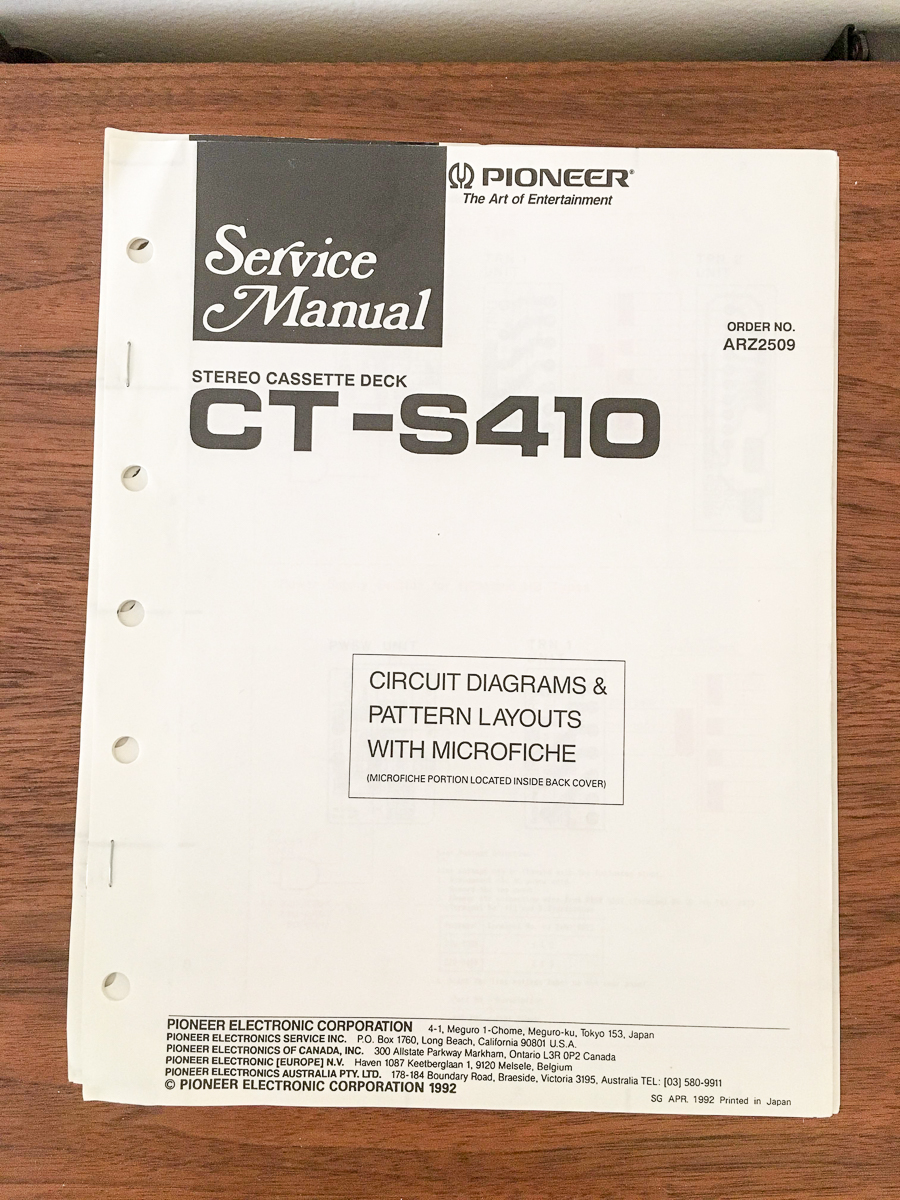 PIONEER®
The Art of Entertainment
Service
Manual
ORDER NO.
ARZ2509
STEREO CASSETTE DECK
CT-S410
CIRCUIT DIAGRAMS &
PATTERN LAYOUTS
WITH MICROFICHE
(MICROFICHE PORTION LOCATED INSIDE BACK COVER)
PIONEER ELECTRONIC CORPORATION 4-1, Meguro 1-Chome, Meguro-ku, Tokyo 153, Japan
PIONEER ELECTRONICS SERVICE INC. P.O. Box 1760, Long Beach, California 90801 U.S.A.
PIONEER ELECTRONICS OF CANADA, INC. 300 Allstate Parkway Markham, Ontario L3R 0P2 Canada
PIONEER ELECTRONIC [EUROPE] N.V. Haven 1087 Keetberglaan 1, 9120 Melsele, Belgium
PIONEER ELECTRONICS AUSTRALIA PTY. LTD. 178-184 Boundary Road, Braeside, Victoria 3195, Australia TEL: [03] 580-9911
© PIONEER ELECTRONIC CORPORATION 1992
SG APR. 1992 Printed in Japan